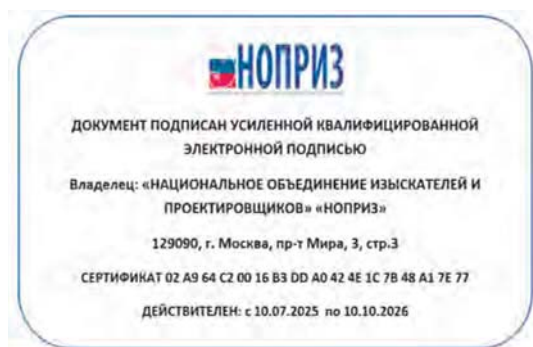 НОПРИЗ
ДОКУМЕНТ ПОДПИСАН УСИЛЕННОЙ КВАЛИФИЦИРОВАННОЙ
ЭЛЕКТРОННОЙ ПОДПИСЬЮ
Владелец: «НАЦИОНАЛЬНОЕ ОБЪЕДИНЕНИЕ ИЗЫСКАТЕЛЕЙ И
ПРОЕКТИРОВЩИКОВ» «НОПРИЗ»
129090, г. Москва, пр-т Мира, 3, стр.3
СЕРТИФИКАТ 02 A9 64 C2 00 16 B3 DD A0 42 4E 1C 7B 48 A1 7E 77
ДЕЙСТВИТЕЛЕН: с 10.07.2025 по 10.10.2026